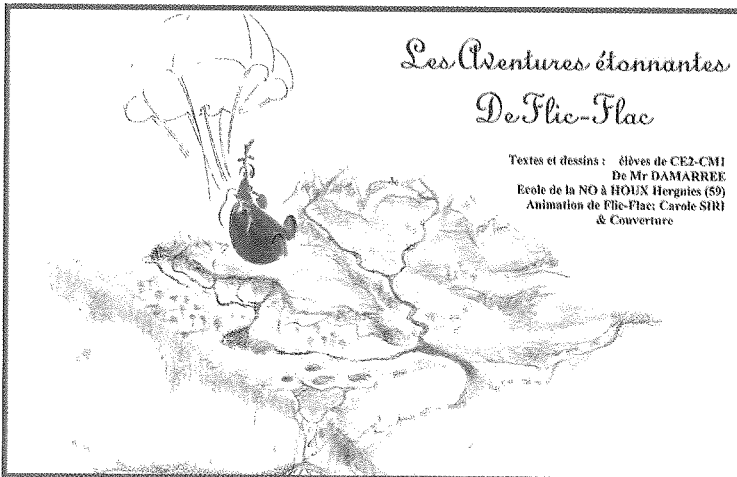 Les Aventures étonnantes
De Flic-Flac
Textes et dessins : élèves de CE2-CM1
De Mr DAMARREE
Ecole de la NO à HOUX Hergnies (59)
Animation de Flic-Flac: Carole SIRI
& Couverture